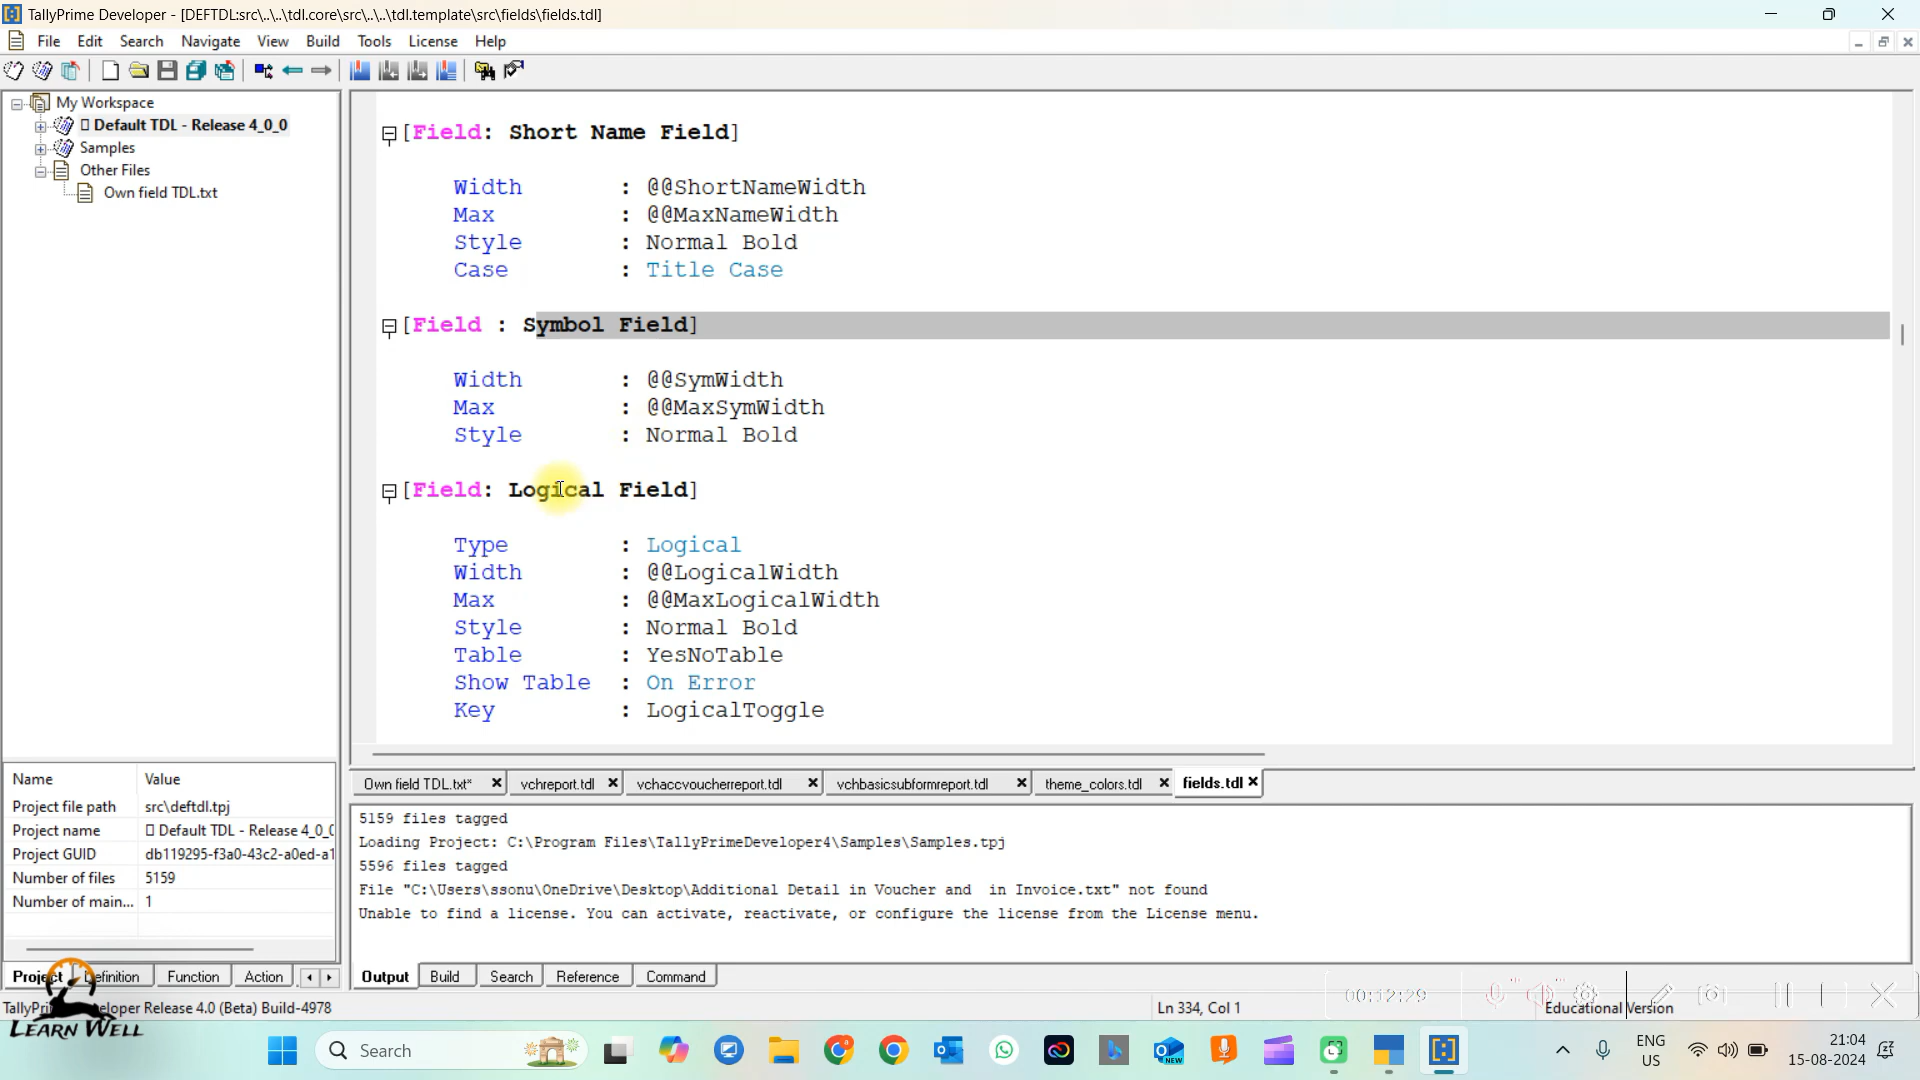 TallyPrime Developer - [DEFTDL:src\..\..\tdl.core\src\..\..\tdl.template\src\fields\fields.tdl]
File Edit Search Navigate View Build Tools License Help
My Workspace
Default TDL - Release 4_0_0
Samples
Other Files
Own field TDL.txt
[Field: Short Name Field]
Width : @@ShortNameWidth
Max : @@MaxNameWidth
Style : Normal Bold
Case : Title Case
[Field : Symbol Field]
Width : @@SymWidth
Max : @@MaxSymWidth
Style : Normal Bold
[Field: Logical Field]
Type : Logical
Width : @@LogicalWidth
Max : @@MaxLogicalWidth
Style : Normal Bold
Table : YesNoTable
Show Table : On Error
Key : LogicalToggle
Name Value
Project file path src\deftdl.tpj
Project name Default TDL - Release 4_0_0
Project GUID db119295-f3a0-43c2-a0ed-a1
Number of files 5159
Number of main... 1
Project Definition Function Action
Own field TDL.txt* vchreport.tdl vchaccvoucherreport.tdl vchbasicsubformreport.tdl theme_colors.tdl fields.tdl
5159 files tagged
Loading Project: C:\Program Files\TallyPrimeDeveloper4\Samples\Samples.tpj
5596 files tagged
File "C:\Users\ssonu\OneDrive\Desktop\Additional Detail in Voucher and  in Invoice.txt" not found
Unable to find a license. You can activate, reactivate, or configure the license from the License menu.
Output Build Search Reference Command
00:12:29
TallyPrime Developer Release 4.0 (Beta) Build-4978
Ln 334, Col 1
Educational Version
LEARN WELL
Search
NEW
ENG
US
21:04
15-08-2024